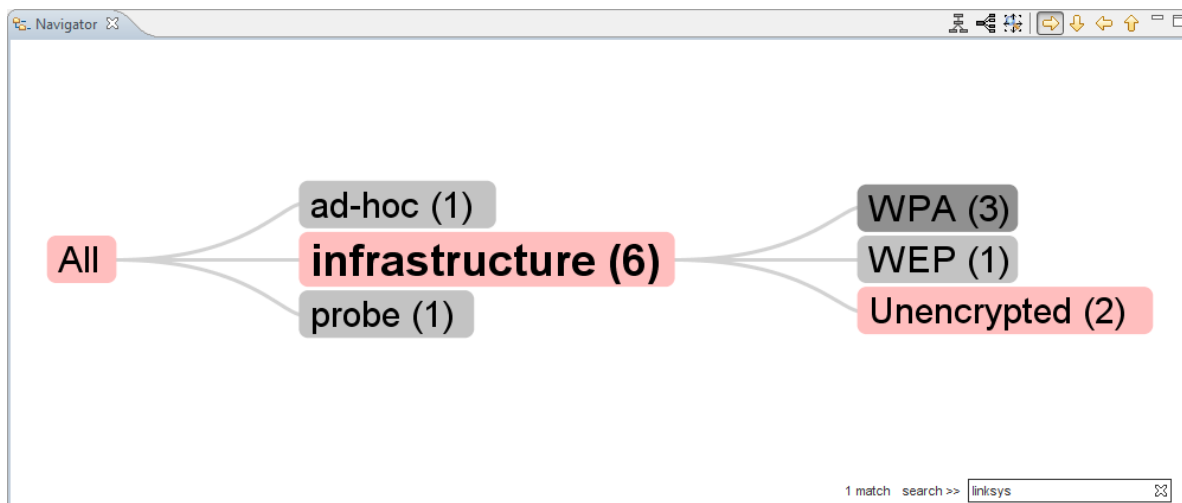 Navigator
ad-hoc (1)
WPA (3)
All
infrastructure (6)
WEP (1)
probe (1)
Unencrypted (2)
1 match search >> linksys